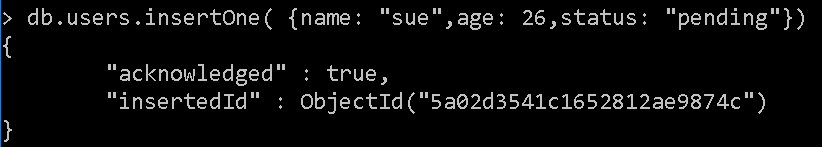 > db.users.insertOne( {name: "sue",age: 26,status: "pending"})
{
"acknowledged" : true,
"insertedId" : ObjectId("5a02d3541c1652812ae9874c")
}